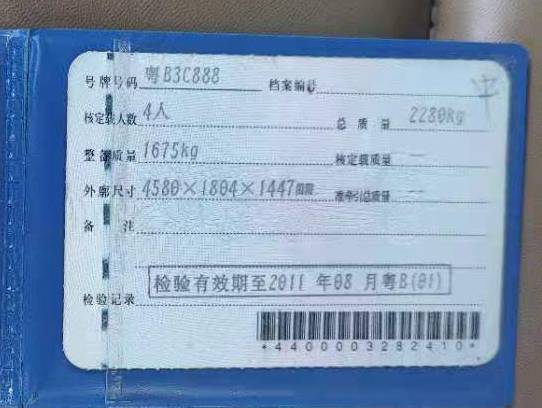 号牌号码 粤B3C888 档案编号
中
核定载人数 4人 总质量 2280kg
整备质量 1675kg 核定载质量 --
外廓尺寸 4580×1804×1447mm 准牵引总质量 --
备注
检验记录 检验有效期至2011年08月粤B(01)
*4400003282410*